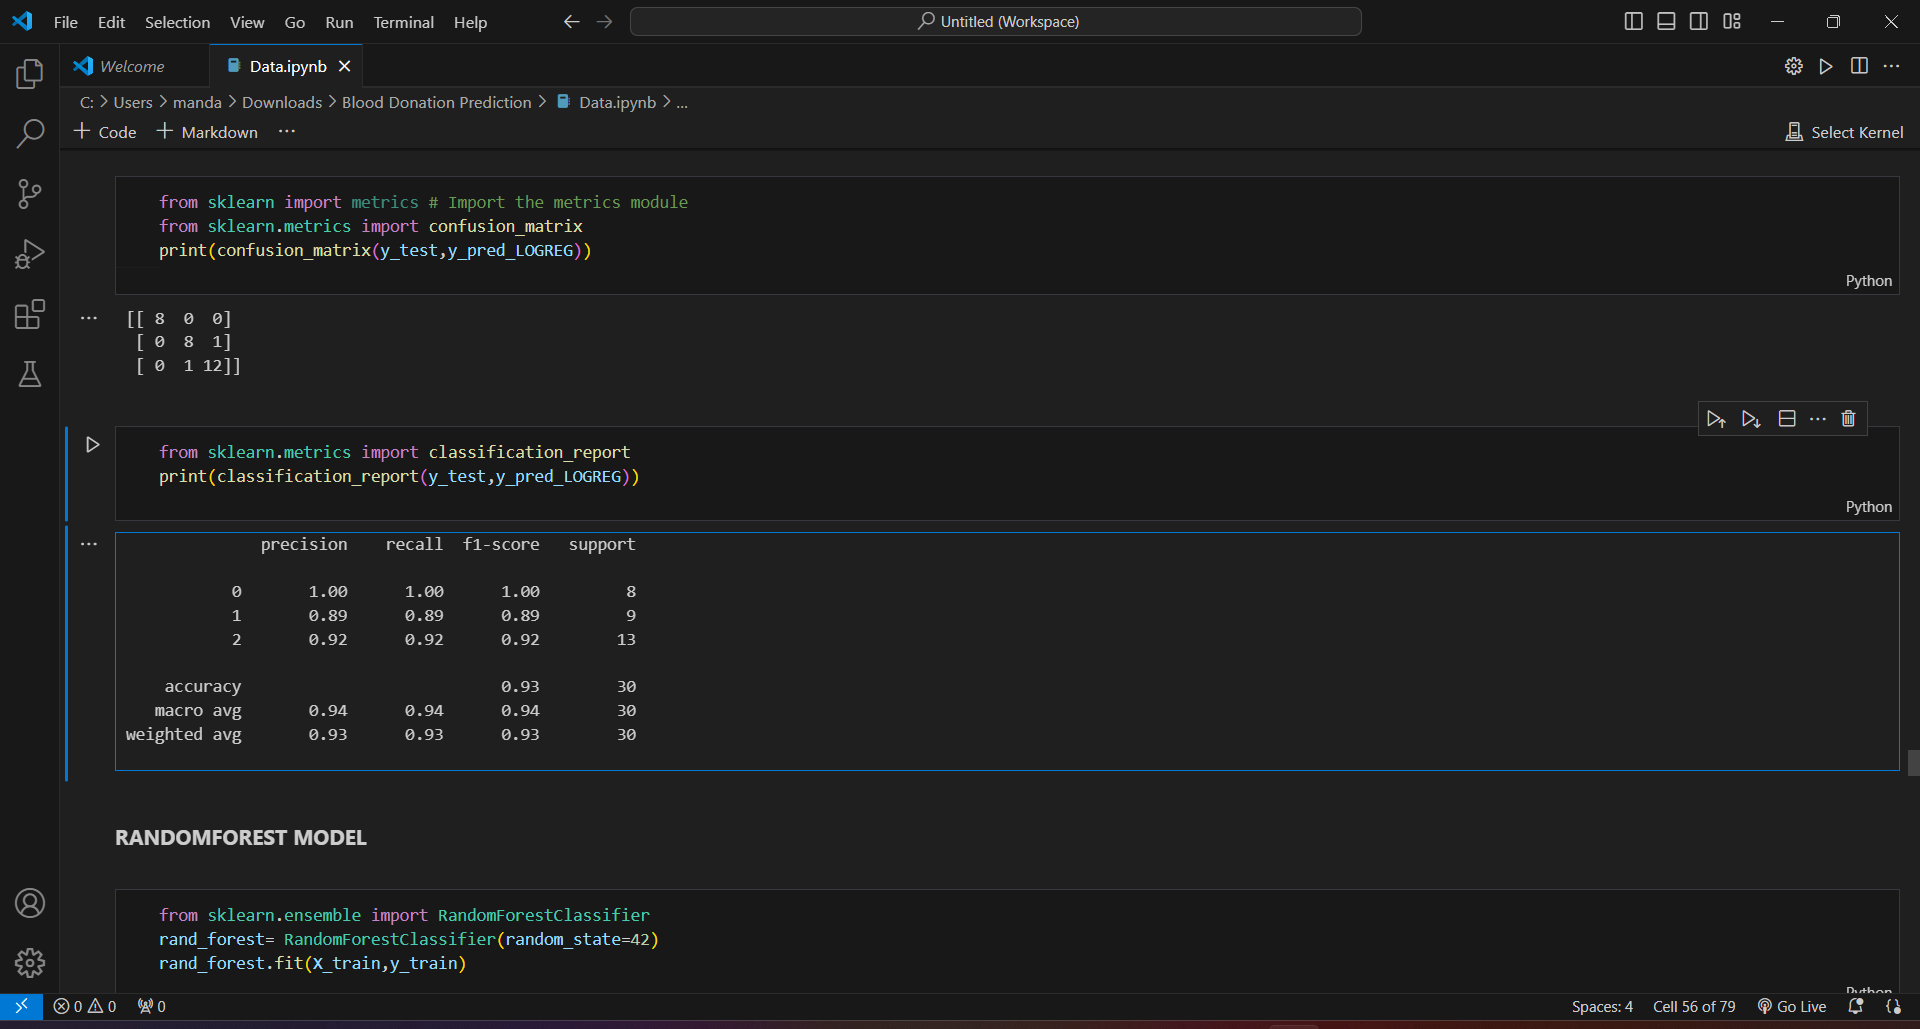 File Edit Selection View Go Run Terminal Help Untitled (Workspace)
Welcome Data.ipynb
C: > Users > manda > Downloads > Blood Donation Prediction > Data.ipynb > ...
+ Code + Markdown ... Select Kernel
from sklearn import metrics # Import the metrics module
from sklearn.metrics import confusion_matrix
print(confusion_matrix(y_test,y_pred_LOGREG))
Python
[[ 8  0  0]
 [ 0  8  1]
 [ 0  1 12]]
from sklearn.metrics import classification_report
print(classification_report(y_test,y_pred_LOGREG))
Python
precision recall f1-score support
0 1.00 1.00 1.00 8
1 0.89 0.89 0.89 9
2 0.92 0.92 0.92 13
accuracy 0.93 30
macro avg 0.94 0.94 0.94 30
weighted avg 0.93 0.93 0.93 30
RANDOMFOREST MODEL
from sklearn.ensemble import RandomForestClassifier
rand_forest= RandomForestClassifier(random_state=42)
rand_forest.fit(X_train,y_train)
Python
0 0 0 Spaces: 4 Cell 56 of 79 Go Live